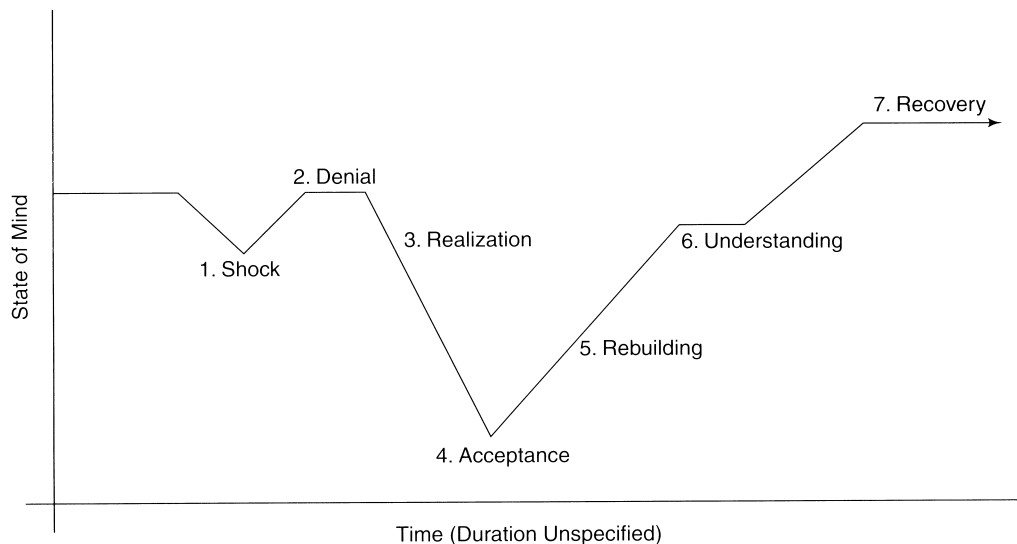 7. Recovery
2. Denial
3. Realization
6. Understanding
1. Shock
5. Rebuilding
4. Acceptance
State of Mind
Time (Duration Unspecified)